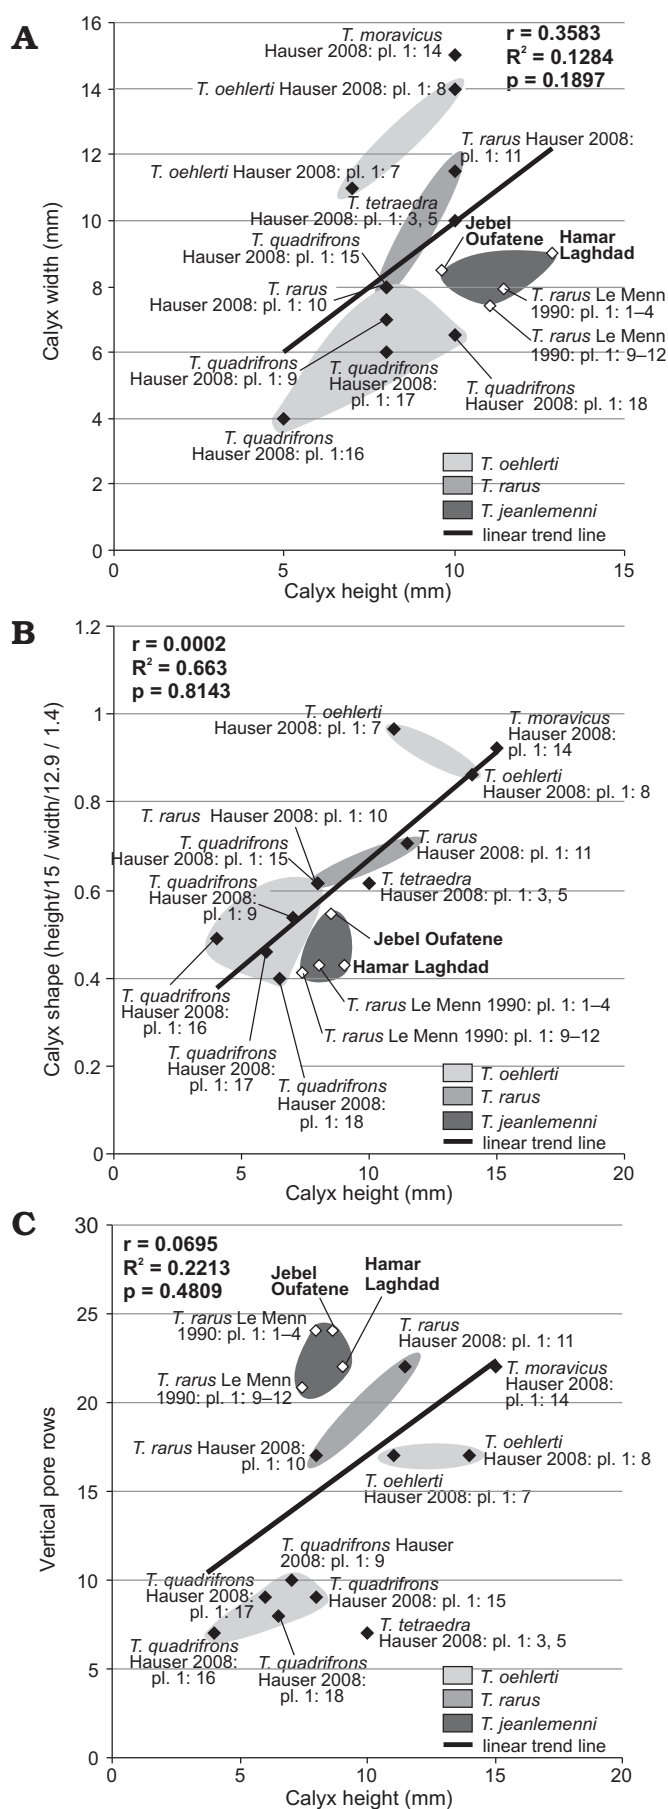 A
r = 0.3583
R² = 0.1284
p = 0.1897
16
14
12
10
8
6
4
2
0
Calyx width (mm)
T. moravicus
Hauser 2008: pl. 1: 14
T. oehlerti Hauser 2008: pl. 1: 8
T. rarus Hauser 2008:
pl. 1: 11
T. oehlerti Hauser 2008: pl. 1: 7
T. tetraedra
Hauser 2008: pl. 1: 3, 5
Jebel
Oufatene
Hamar
Laghdad
T. quadrifrons
Hauser 2008: pl. 1: 15
T. rarus
Hauser 2008: pl. 1: 10
T. rarus Le Menn
1990: pl. 1: 1–4
T. rarus Le Menn
1990: pl. 1: 9–12
T. quadrifrons
Hauser 2008: pl. 1: 9
T. quadrifrons
Hauser 2008:
pl. 1: 17
T. quadrifrons
Hauser 2008: pl. 1: 18
T. quadrifrons
Hauser 2008: pl. 1:16
T. oehlerti
T. rarus
T. jeanlemenni
linear trend line
0 5 10 15
Calyx height (mm)
B
r = 0.0002
R² = 0.663
p = 0.8143
1.2
1
0.8
0.6
0.4
0.2
0
Calyx shape (height/15 / width/12.9 / 1.4)
T. oehlerti
Hauser 2008: pl. 1: 7
T. moravicus
Hauser 2008:
pl. 1: 14
T. oehlerti
Hauser 2008: pl. 1: 8
T. rarus Hauser 2008: pl. 1: 10
T. quadrifrons
Hauser 2008: pl. 1: 15
T. rarus
Hauser 2008: pl. 1: 11
T. quadrifrons
Hauser 2008:
pl. 1: 9
T. tetraedra
Hauser 2008: pl. 1: 3, 5
Jebel Oufatene
Hamar Laghdad
T. quadrifrons
Hauser 2008:
pl. 1: 16
T. rarus Le Menn 1990: pl. 1: 1–4
T. rarus Le Menn 1990: pl. 1: 9–12
T. quadrifrons
Hauser 2008:
pl. 1: 17
T. quadrifrons
Hauser 2008:
pl. 1: 18
T. oehlerti
T. rarus
T. jeanlemenni
linear trend line
0 5 10 15 20
Calyx height (mm)
C
r = 0.0695
R² = 0.2213
p = 0.4809
30
25
20
15
10
5
0
Vertical pore rows
Jebel
Oufatene
Hamar
Laghdad
T. rarus Le Menn
1990: pl. 1: 1–4
T. rarus
Hauser 2008: pl. 1: 11
T. rarus Le Menn
1990: pl. 1: 9–12
T. moravicus
Hauser 2008:
pl. 1: 14
T. rarus Hauser 2008:
pl. 1: 10
T. oehlerti
Hauser 2008: pl. 1: 8
T. oehlerti
Hauser 2008: pl. 1: 7
T. quadrifrons Hauser
2008: pl. 1: 9
T. quadrifrons
Hauser 2008:
pl. 1: 17
T. quadrifrons
Hauser 2008: pl. 1: 15
T. tetraedra
Hauser 2008: pl. 1: 3, 5
T. quadrifrons
Hauser 2008:
pl. 1: 16
T. quadrifrons
Hauser 2008:
pl. 1: 18
T. oehlerti
T. rarus
T. jeanlemenni
linear trend line
0 5 10 15 20
Calyx height (mm)